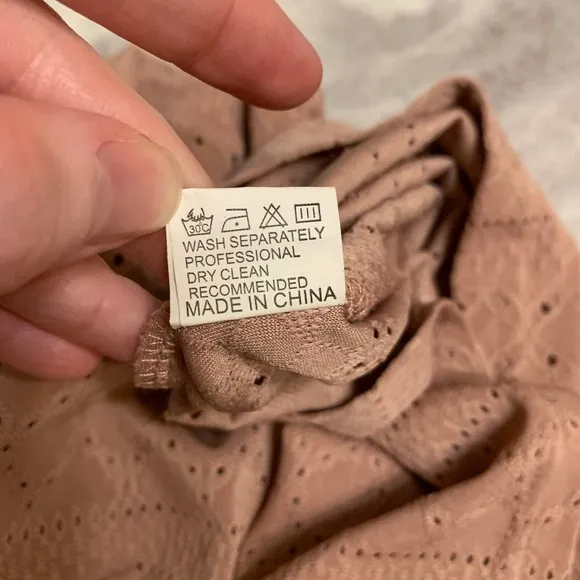 30°C
WASH SEPARATELY
PROFESSIONAL
DRY CLEAN
RECOMMENDED
MADE IN CHINA